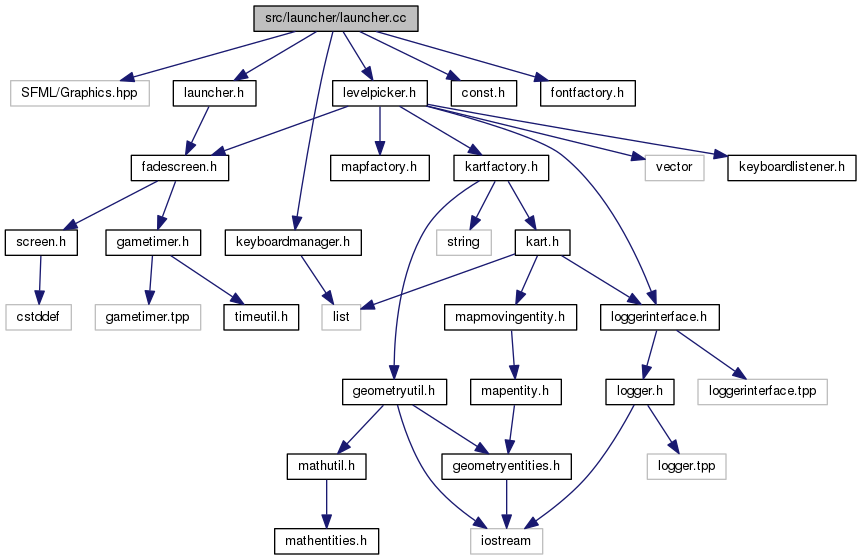 src/launcher/launcher.cc
SFML/Graphics.hpp
launcher.h
levelpicker.h
const.h
fontfactory.h
fadescreen.h
mapfactory.h
kartfactory.h
vector
keyboardlistener.h
screen.h
gametimer.h
keyboardmanager.h
string
kart.h
cstddef
gametimer.tpp
timeutil.h
list
mapmovingentity.h
loggerinterface.h
geometryutil.h
mapentity.h
logger.h
loggerinterface.tpp
mathutil.h
geometryentities.h
logger.tpp
mathentities.h
iostream